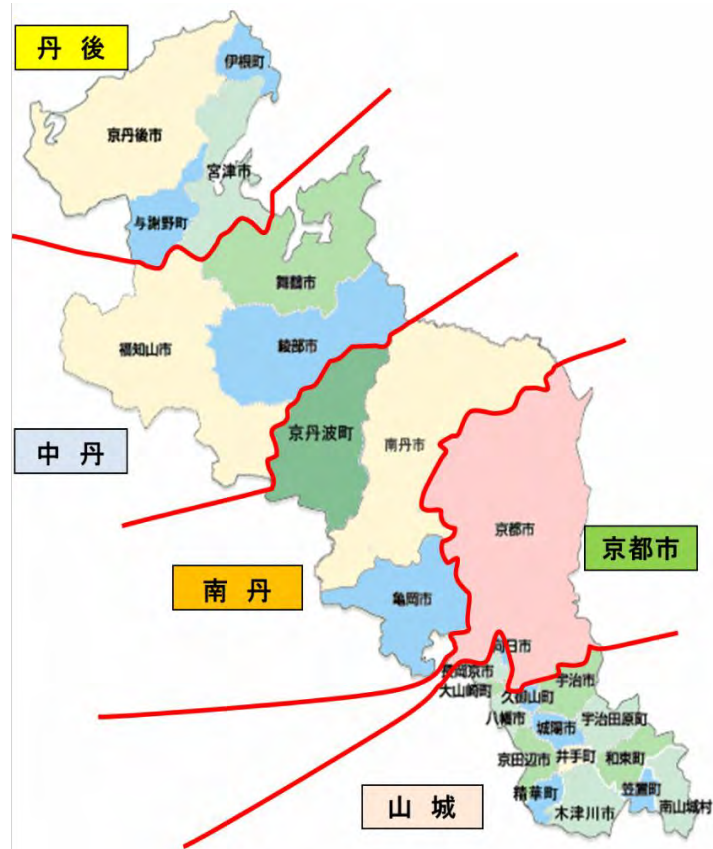 丹 後
伊根町
京丹後市
宮津市
与謝野町
舞鶴市
福知山市
綾部市
中 丹
京丹波町
南丹市
京都市
京都市
南 丹
亀岡市
向日市
長岡京市
宇治市
大山崎町
久御山町
八幡市
宇治田原町
城陽市
京田辺市
井手町
和束町
精華町
笠置町
山 城
木津川市
南山城村